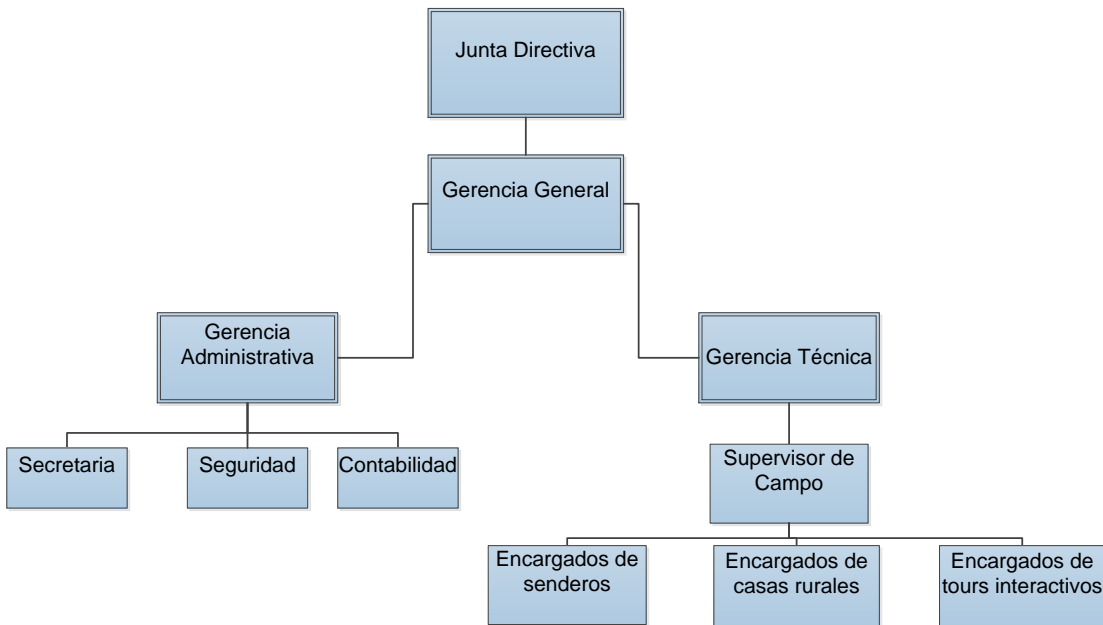 Junta Directiva
Gerencia General
Gerencia
Administrativa
Gerencia Técnica
Secretaria
Seguridad
Contabilidad
Supervisor de
Campo
Encargados de
senderos
Encargados de
casas rurales
Encargados de
tours interactivos